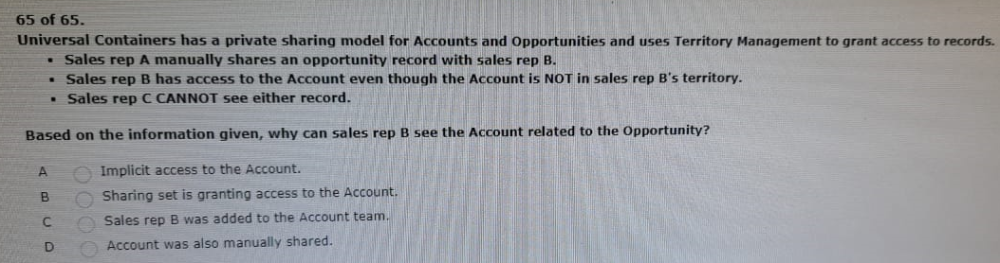 65 of 65.
Universal Containers has a private sharing model for Accounts and Opportunities and uses Territory Management to grant access to records.
• Sales rep A manually shares an opportunity record with sales rep B.
• Sales rep B has access to the Account even though the Account is NOT in sales rep B's territory.
• Sales rep C CANNOT see either record.
Based on the information given, why can sales rep B see the Account related to the Opportunity?
A Implicit access to the Account.
B Sharing set is granting access to the Account.
C Sales rep B was added to the Account team.
D Account was also manually shared.